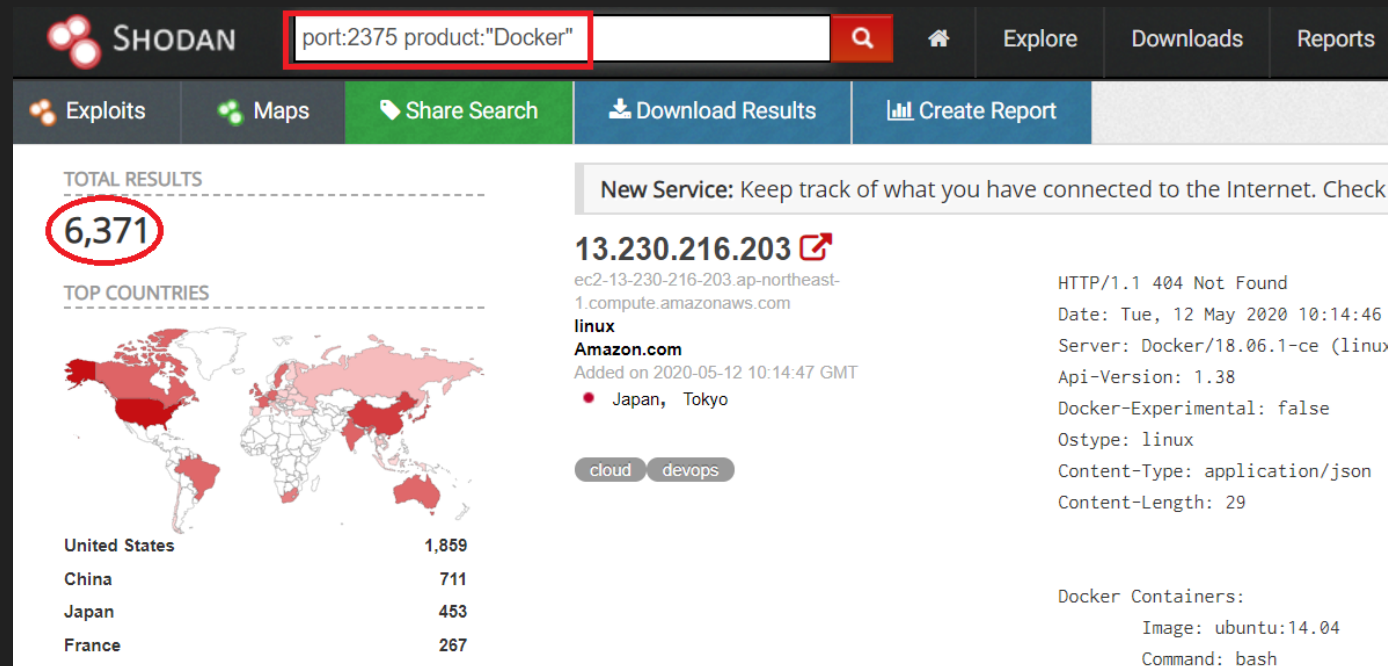 SHODAN port:2375 product:"Docker" Explore Downloads Reports
Exploits Maps Share Search Download Results Create Report
TOTAL RESULTS
6,371
TOP COUNTRIES
United States 1,859
China 711
Japan 453
France 267
New Service: Keep track of what you have connected to the Internet. Check
13.230.216.203
ec2-13-230-216-203.ap-northeast-
1.compute.amazonaws.com
linux
Amazon.com
Added on 2020-05-12 10:14:47 GMT
Japan, Tokyo
cloud devops
HTTP/1.1 404 Not Found
Date: Tue, 12 May 2020 10:14:46
Server: Docker/18.06.1-ce (linux
Api-Version: 1.38
Docker-Experimental: false
Ostype: linux
Content-Type: application/json
Content-Length: 29
Docker Containers:
Image: ubuntu:14.04
Command: bash